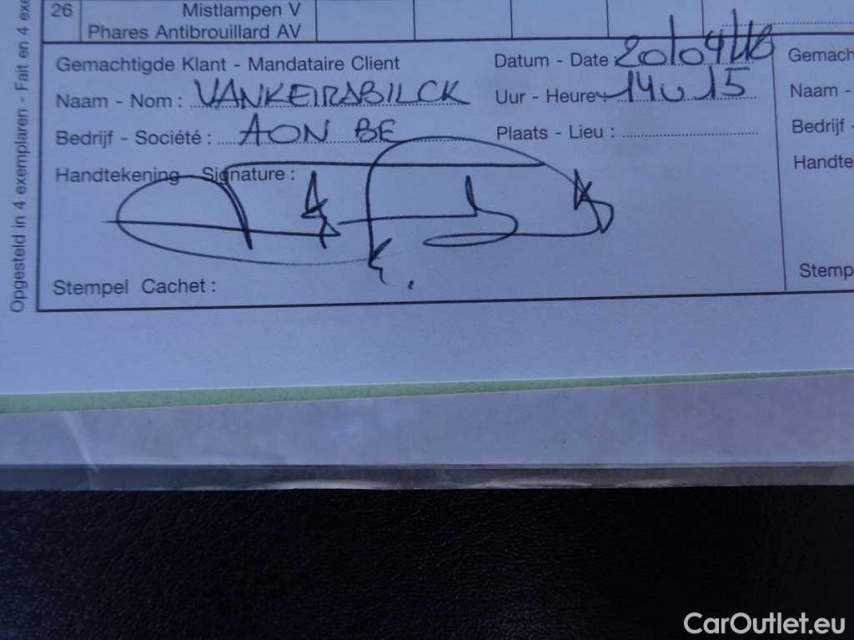 26 Mistlampen V
Phares Antibrouillard AV
Gemachtigde Klant - Mandataire Client
Datum - Date : 20/04/16
Gemach
Naam - Nom :
Uur - Heure : 14u15
Naam -
Bedrijf - Société : AON BE
Plaats - Lieu :
Bedrijf -
Handtekening - Signature :
Handte
Stempel Cachet :
Stemp
Opgesteld in 4 exemplaren - Fait en 4 exe
CarOutlet.eu